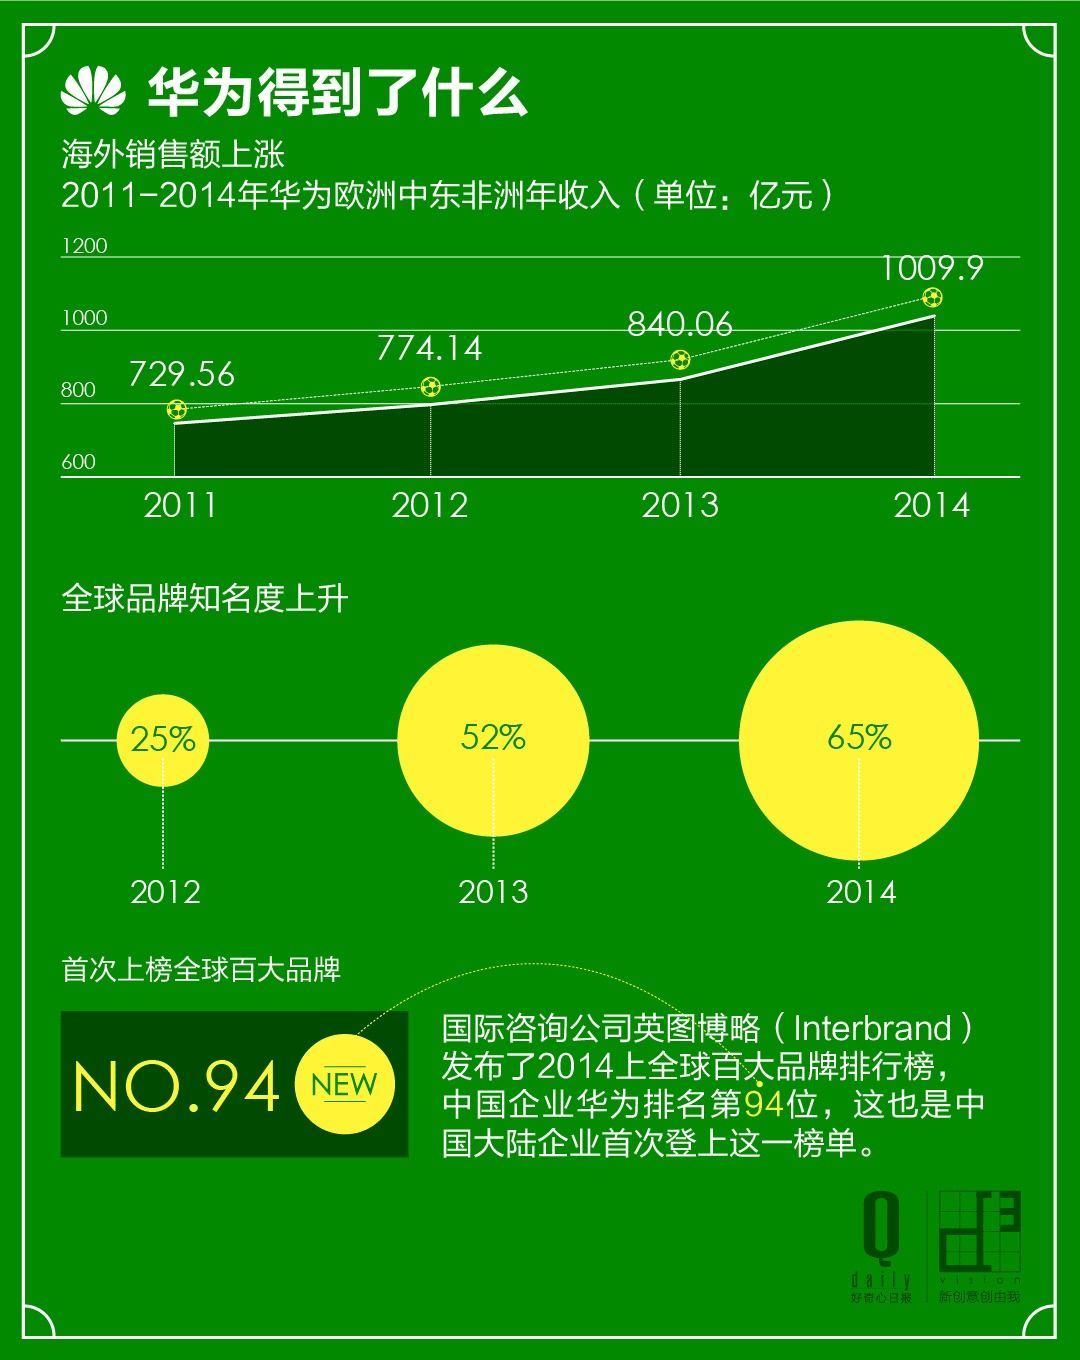 华为得到了什么
海外销售额上涨
2011-2014年华为欧洲中东非洲年收入（单位：亿元）
1200
1009.9
1000
840.06
774.14
729.56
800
600
2011 2012 2013 2014
全球品牌知名度上升
25% 52% 65%
2012 2013 2014
首次上榜全球百大品牌
NO.94 NEW
国际咨询公司英图博略（Interbrand）
发布了2014上全球百大品牌排行榜，
中国企业华为排名第94位，这也是中
国大陆企业首次登上这一榜单。
Q
daily
好奇心日报
vision
新创意创由我